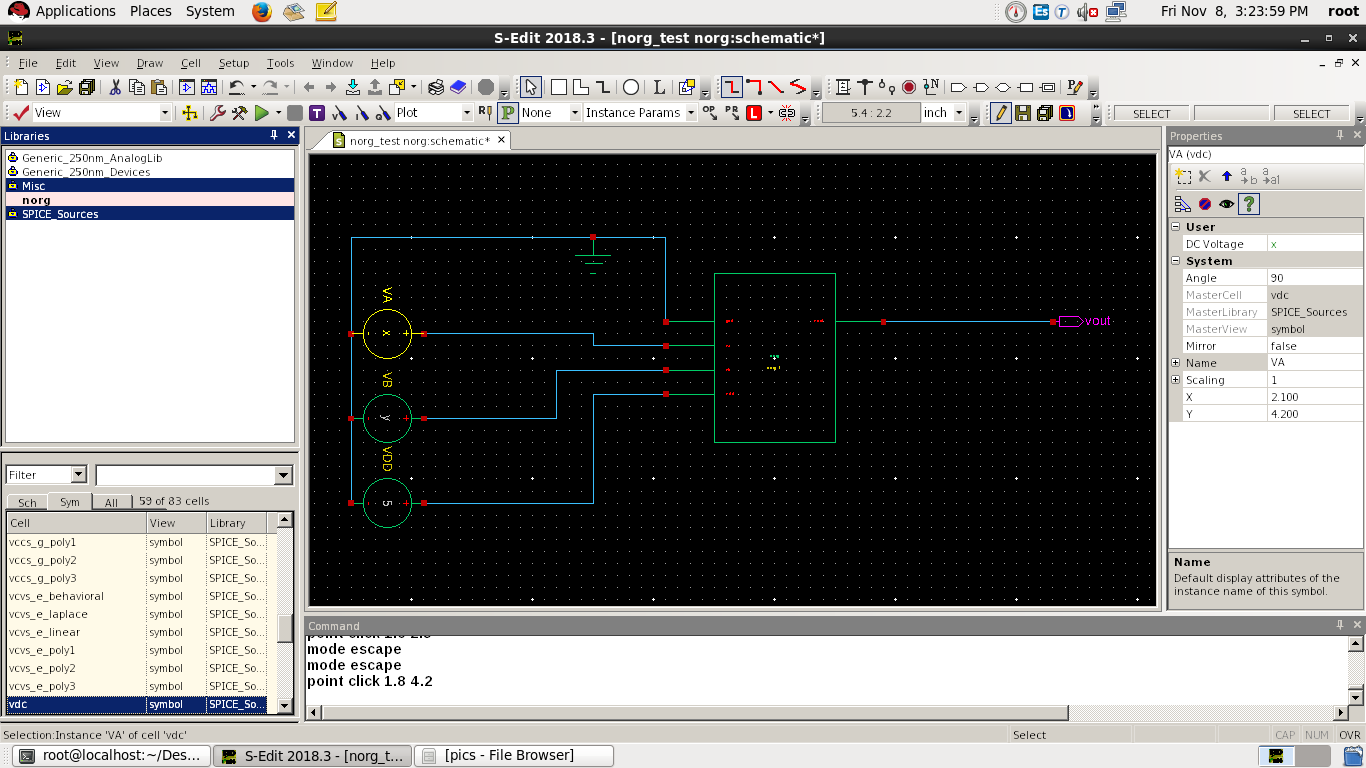 Applications Places System Fri Nov 8, 3:23:59 PM root
S-Edit 2018.3 - [norg_test norg:schematic*]
File Edit View Draw Cell Setup Tools Window Help
View Plot None Instance Params 5.4 : 2.2 inch SELECT SELECT
Libraries
Generic_250nm_AnalogLib
Generic_250nm_Devices
Misc
norg
SPICE_Sources
Filter
Sch Sym All 59 of 83 cells
Cell View Library
vccs_g_poly1 symbol SPICE_So...
vccs_g_poly2 symbol SPICE_So...
vccs_g_poly3 symbol SPICE_So...
vcvs_e_behavioral symbol SPICE_So...
vcvs_e_laplace symbol SPICE_So...
vcvs_e_linear symbol SPICE_So...
vcvs_e_poly1 symbol SPICE_So...
vcvs_e_poly2 symbol SPICE_So...
vcvs_e_poly3 symbol SPICE_So...
vdc symbol SPICE_So...
norg_test norg:schematic*
VA
x
VB
y
VDD
5
vout
Properties
VA (vdc)
User
DC Voltage x
System
Angle 90
MasterCell vdc
MasterLibrary SPICE_Sources
MasterView symbol
Mirror false
Name VA
Scaling 1
X 2.100
Y 4.200
Name
Default display attributes of the
instance name of this symbol.
Command
mode escape
mode escape
point click 1.8 4.2
Selection:Instance 'VA' of cell 'vdc' Select CAP NUM OVR
root@localhost:~/Des... S-Edit 2018.3 - [norg_t... [pics - File Browser]